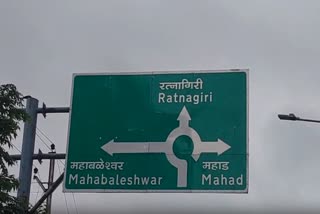 रत्नागिरी
Ratnagiri
महाबळेश्वर
Mahabaleshwar
महाड
Mahad